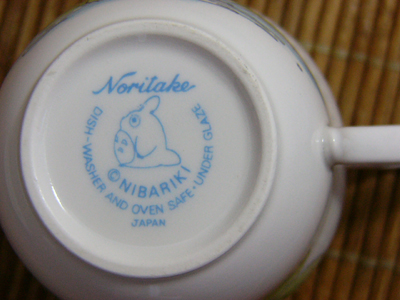 Noritake
DISH-WASHER AND OVEN SAFE·UNDER GLAZE
©NIBARIKI
JAPAN